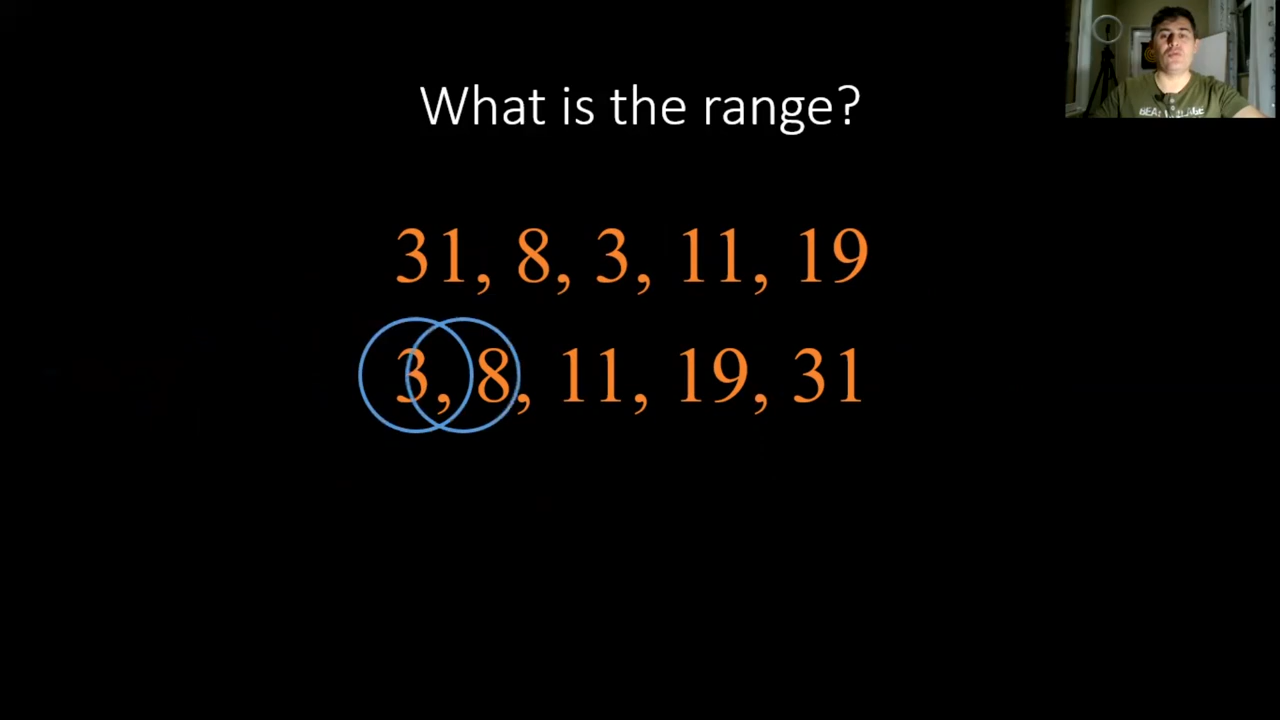 What is the range?
31, 8, 3, 11, 19
3, 8, 11, 19, 31